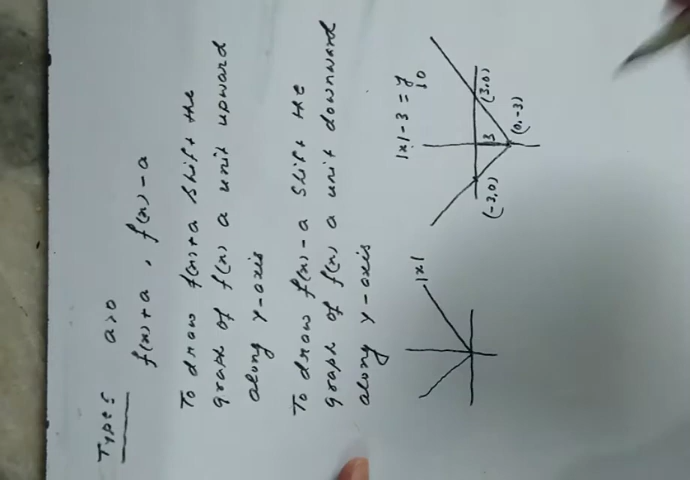 Types a>0
f(x)+a , f(x)-a
To draw f(x)+a shift the
graph of f(x) a unit upward
along y-axis
To draw f(x)-a shift the
graph of f(x) a unit downward
along y-axis
|x|
|x|-3=y
(-3,0)
3
(3,0)
(0,-3)